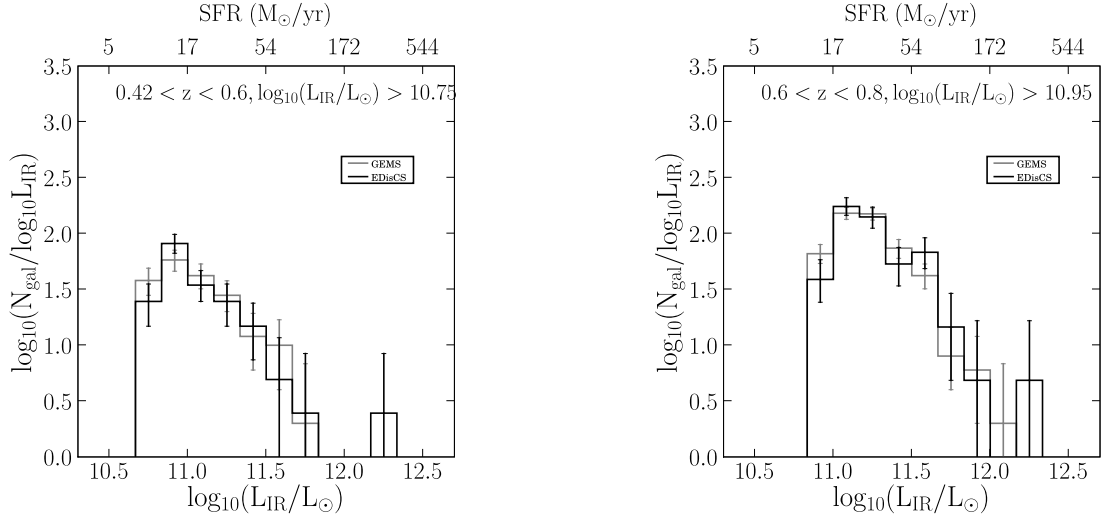 SFR (M⊙/yr)
5 17 54 172 544
3.5
3.0
2.5
2.0
1.5
1.0
0.5
0.0
log10(Ngal/log10LIR)
0.42 < z < 0.6, log10(LIR/L⊙) > 10.75
GEMS
EDisCS
10.5 11.0 11.5 12.0 12.5
log10(LIR/L⊙)
SFR (M⊙/yr)
5 17 54 172 544
3.5
3.0
2.5
2.0
1.5
1.0
0.5
0.0
log10(Ngal/log10LIR)
0.6 < z < 0.8, log10(LIR/L⊙) > 10.95
GEMS
EDisCS
10.5 11.0 11.5 12.0 12.5
log10(LIR/L⊙)